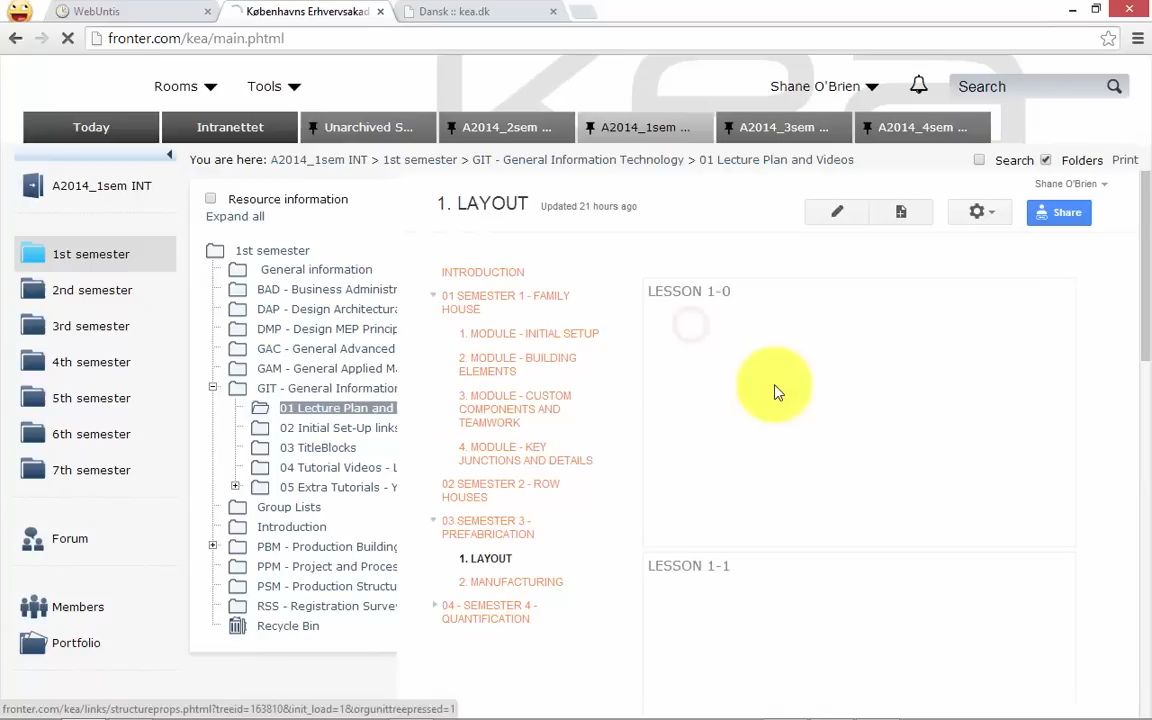 WebUntis
Københavns Erhvervsakad
Dansk :: kea.dk
fronter.com/kea/main.phtml
Rooms
Tools
Shane O'Brien
Search
Today
Intranettet
Unarchived S...
A2014_2sem ...
A2014_1sem ...
A2014_3sem ...
A2014_4sem ...
You are here: A2014_1sem INT > 1st semester > GIT - General Information Technology > 01 Lecture Plan and Videos
Search
Folders
Print
A2014_1sem INT
1st semester
2nd semester
3rd semester
4th semester
5th semester
6th semester
7th semester
Forum
Members
Portfolio
Resource information
Expand all
1st semester
General information
BAD - Business Administr
DAP - Design Architectura
DMP - Design MEP Princip
GAC - General Advanced
GAM - General Applied Ma
GIT - General Information
01 Lecture Plan and
02 Initial Set-Up links
03 TitleBlocks
04 Tutorial Videos - L
05 Extra Tutorials - Y
Group Lists
Introduction
PBM - Production Building
PPM - Project and Proces
PSM - Production Structu
RSS - Registration Surve
Recycle Bin
Shane O'Brien
1. LAYOUT
Updated 21 hours ago
Share
INTRODUCTION
01 SEMESTER 1 - FAMILY
HOUSE
1. MODULE - INITIAL SETUP
2. MODULE - BUILDING
ELEMENTS
3. MODULE - CUSTOM
COMPONENTS AND
TEAMWORK
4. MODULE - KEY
JUNCTIONS AND DETAILS
02 SEMESTER 2 - ROW
HOUSES
03 SEMESTER 3 -
PREFABRICATION
1. LAYOUT
2. MANUFACTURING
04 - SEMESTER 4 -
QUANTIFICATION
LESSON 1-0
LESSON 1-1
fronter.com/kea/links/structureprops.phtml?treeid=163810&init_load=1&orgunittreepressed=1